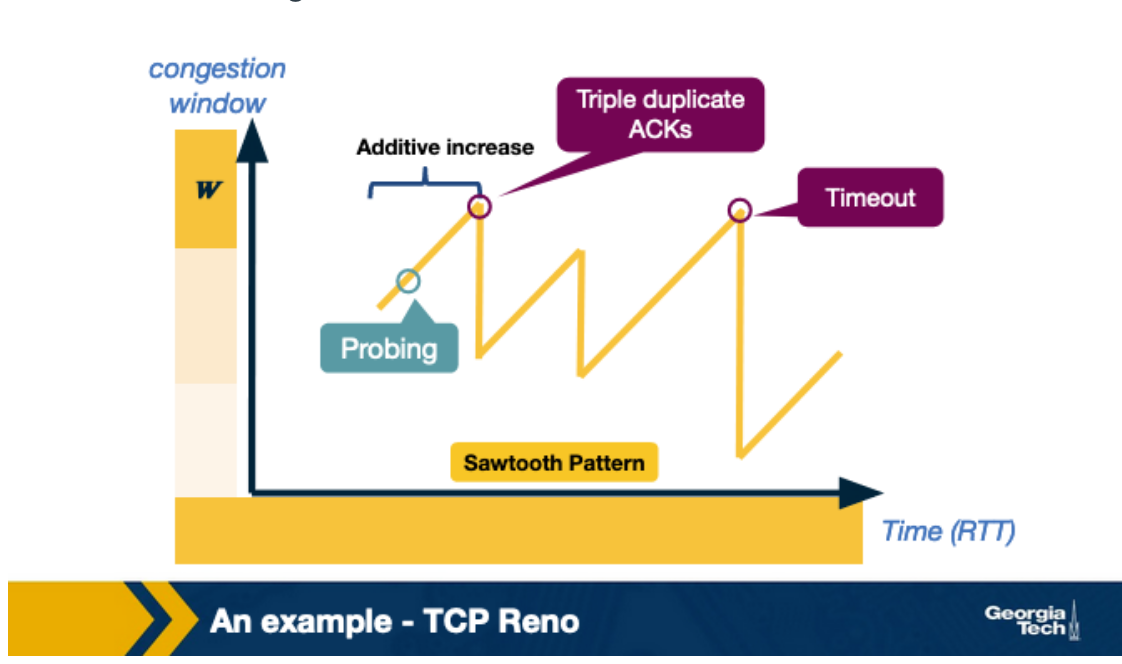 congestion
window
Triple duplicate
ACKs
Additive increase
W
Timeout
Probing
Sawtooth Pattern
Time (RTT)
An example - TCP Reno
Georgia
Tech